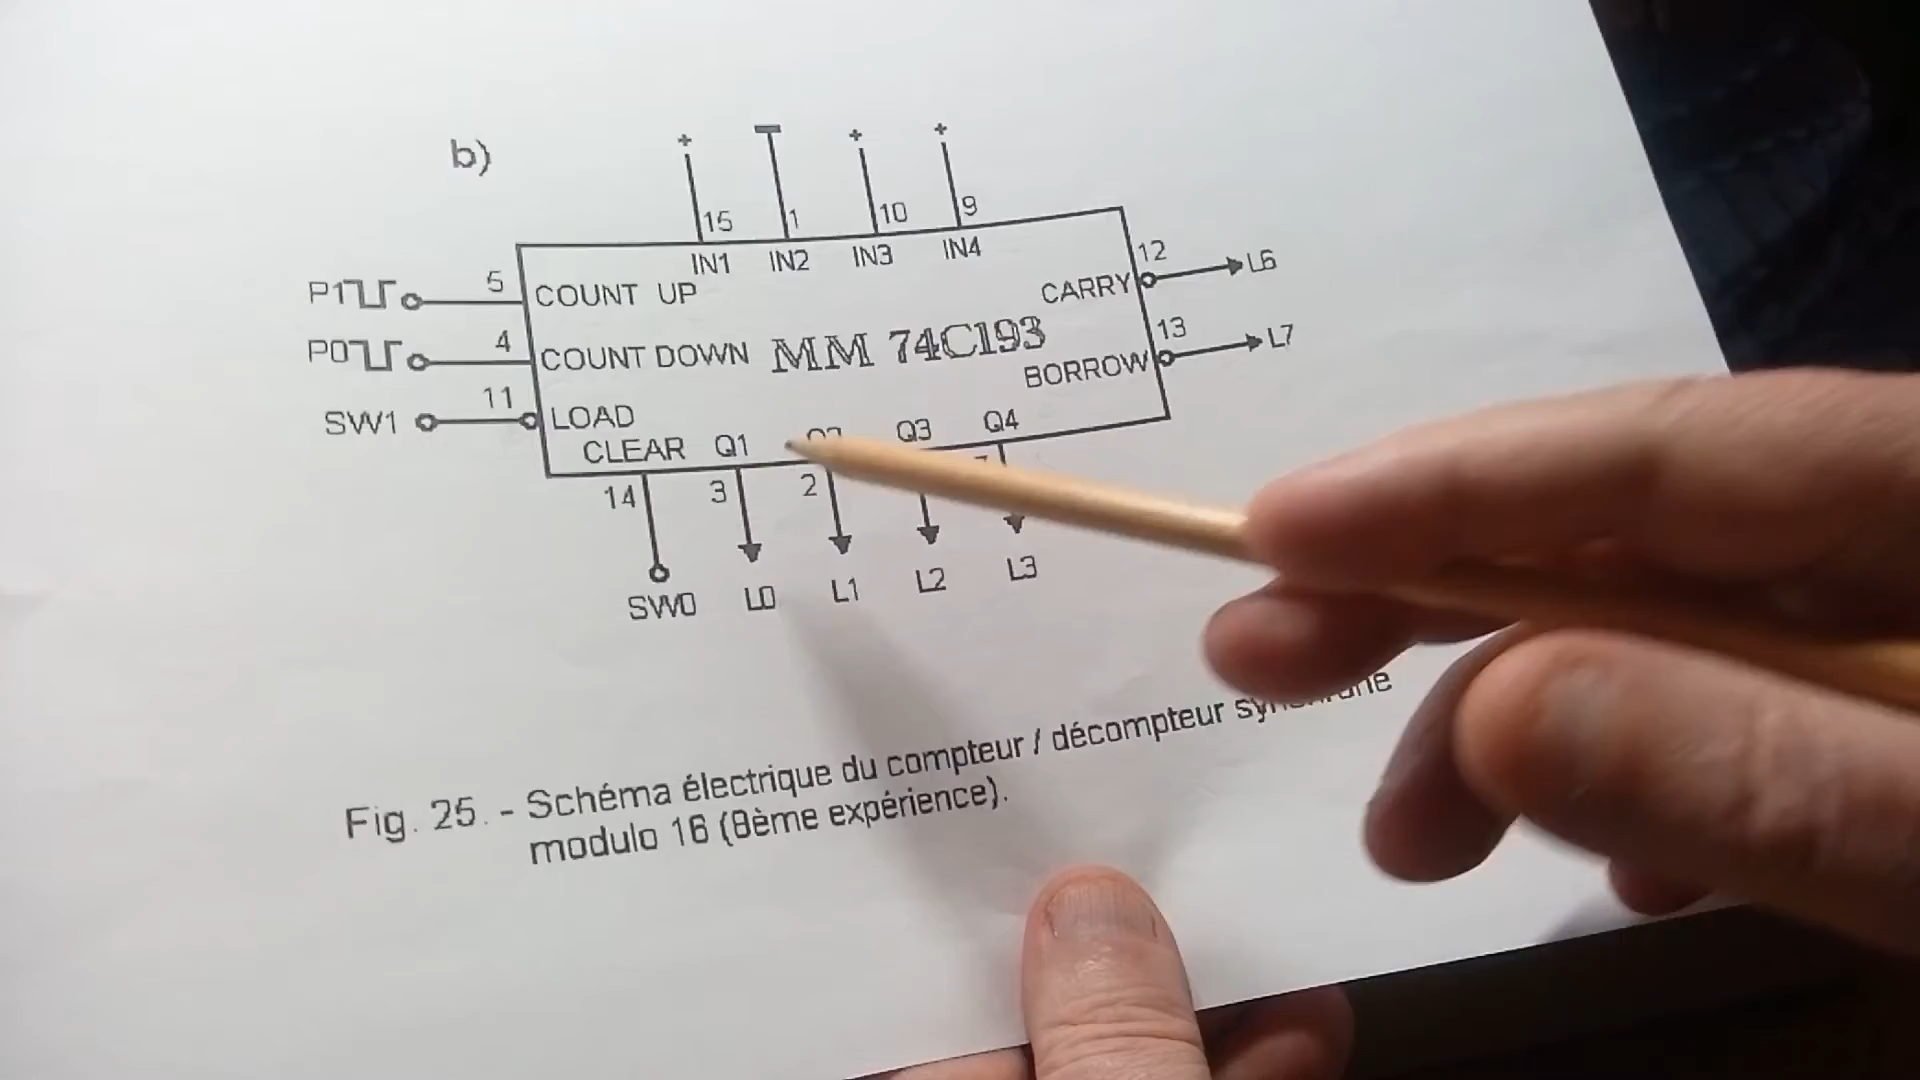 b)
+ + +
15 1 10 9
IN1 IN2 IN3 IN4
12 L6
P1 5 COUNT UP CARRY
13 L7
P0 4 COUNT DOWN MM 74C193
BORROW
SW1 11 LOAD
CLEAR Q1 Q3 Q4
14 3 2
SW0 L0 L1 L2 L3
Fig. 25. - Schéma électrique du compteur / décompteur
modulo 16 (8ème expérience).